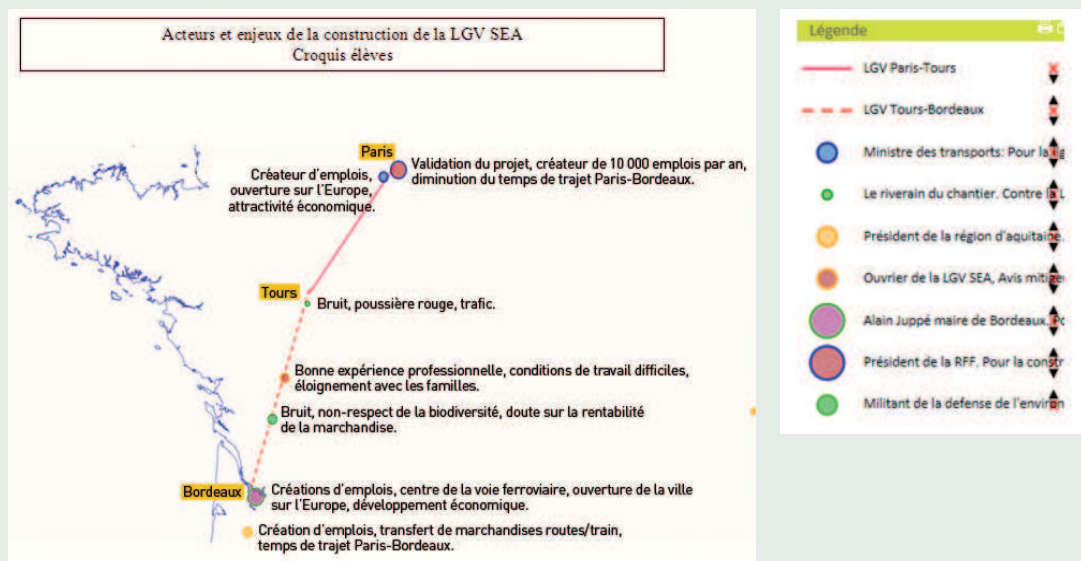 Acteurs et enjeux de la construction de la LGV SEA
Croquis élèves
Paris
Validation du projet, créateur de 10 000 emplois par an,
diminution du temps de trajet Paris-Bordeaux.
Créateur d'emplois,
ouverture sur l'Europe,
attractivité économique.
Tours
Bruit, poussière rouge, trafic.
Bonne expérience professionnelle, conditions de travail difficiles,
éloignement avec les familles.
Bruit, non-respect de la biodiversité, doute sur la rentabilité
de la marchandise.
Bordeaux
Créations d'emplois, centre de la voie ferroviaire, ouverture de la ville
sur l'Europe, développement économique.
Création d'emplois, transfert de marchandises routes/train,
temps de trajet Paris-Bordeaux.
Légende
LGV Paris-Tours
LGV Tours-Bordeaux
Ministre des transports: Pour la
Le riverain du chantier. Contre
Président de la région d'aquitaine.
Ouvrier de la LGV SEA, Avis
Alain Juppé maire de Bordeaux.
Président de la RFF. Pour la
Militant de la defense de